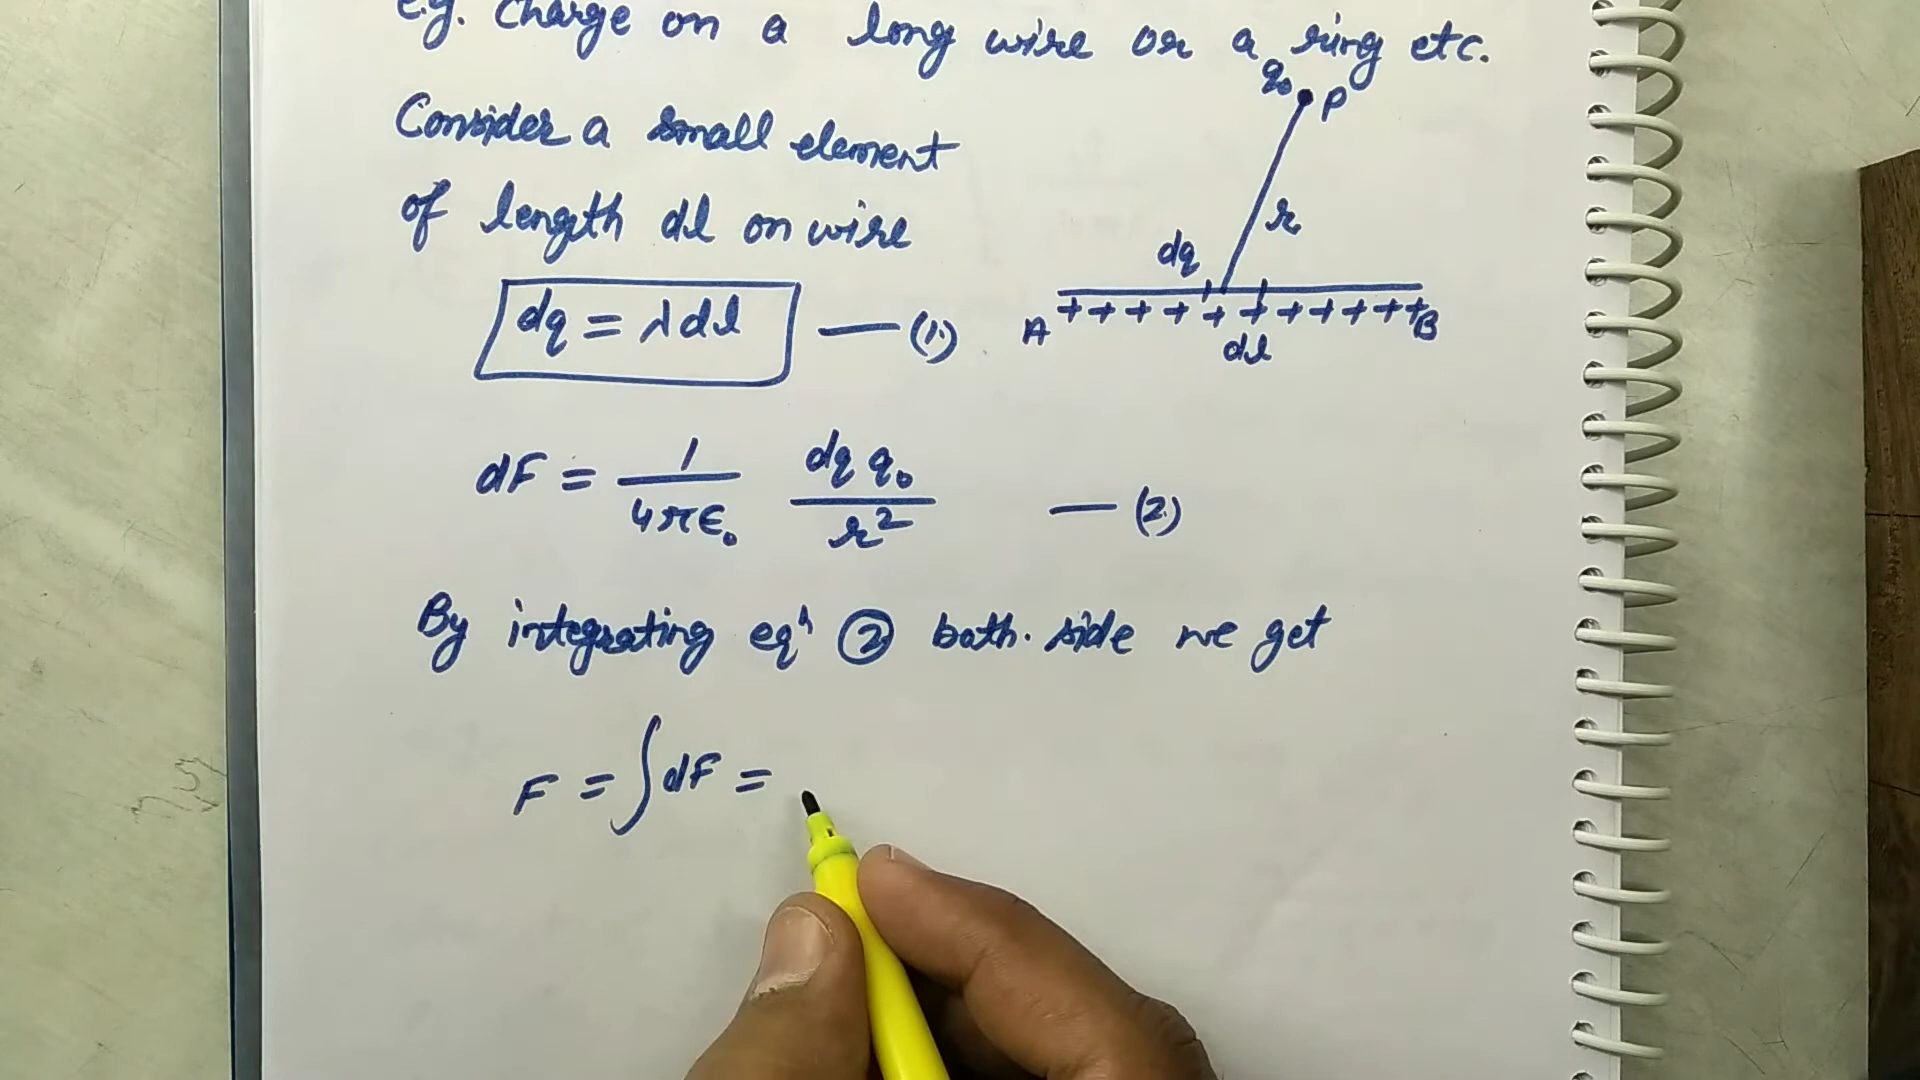 e.g. Charge on a long wire or a ring etc.
Consider a small element
of length dl on wire
q₀ P
r
dq
A + + + + + + + + + + + B
dl
dq = λ dl — (1.)
dF = 1/4πϵ₀ dq q₀/r² — (2.)
By integrating eqⁿ ② both. side we get
F = ∫dF =